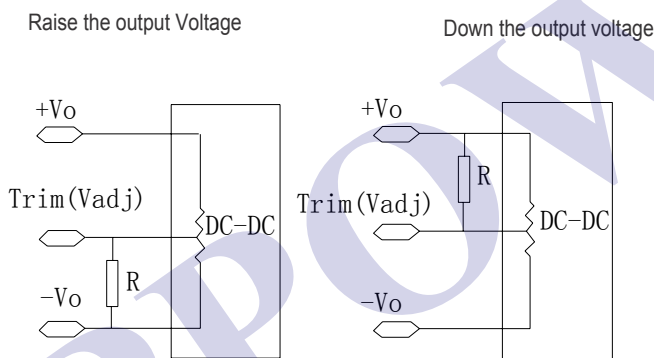 Raise the output Voltage
Down the output voltage
+Vo
Trim(Vadj)
DC-DC
R
-Vo
+Vo
R
Trim(Vadj)
DC-DC
-Vo